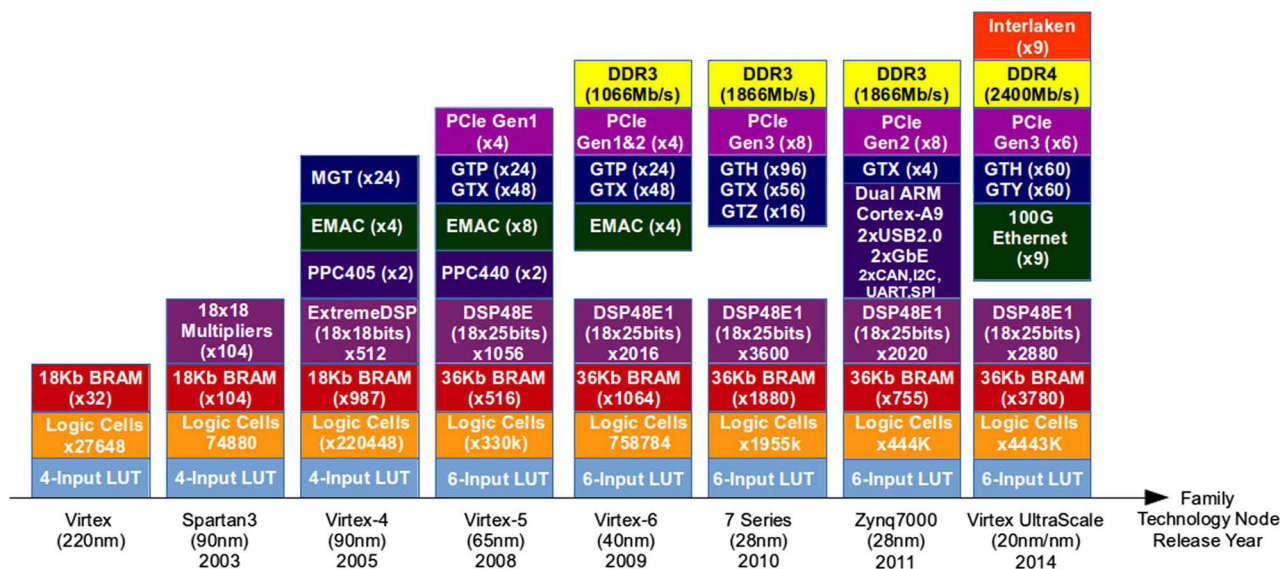 Interlaken
(x9)
DDR3
(1066Mb/s)
DDR3
(1866Mb/s)
DDR3
(1866Mb/s)
DDR4
(2400Mb/s)
PCIe Gen1
(x4)
PCIe
Gen1&2 (x4)
PCIe
Gen3 (x8)
PCIe
Gen2 (x8)
PCIe
Gen3 (x6)
MGT (x24)
GTP (x24)
GTX (x48)
GTP (x24)
GTX (x48)
GTH (x96)
GTX (x56)
GTZ (x16)
GTX (x4)
GTH (x60)
GTY (x60)
EMAC (x4)
EMAC (x8)
EMAC (x4)
Dual ARM
Cortex-A9
2xUSB2.0
2xGbE
2xCAN,I2C,
UART,SPI
100G
Ethernet
(x9)
PPC405 (x2)
PPC440 (x2)
18x18
Multipliers
(x104)
ExtremeDSP
(18x18bits)
x512
DSP48E
(18x25bits)
x1056
DSP48E1
(18x25bits)
x2016
DSP48E1
(18x25bits)
x3600
DSP48E1
(18x25bits)
x2020
DSP48E1
(18x25bits)
x2880
18Kb BRAM
(x32)
18Kb BRAM
(x104)
18Kb BRAM
(x987)
36Kb BRAM
(x516)
36Kb BRAM
(x1064)
36Kb BRAM
(x1880)
36Kb BRAM
(x755)
36Kb BRAM
(x3780)
Logic Cells
x27648
Logic Cells
74880
Logic Cells
(x220448)
Logic Cells
(x330k)
Logic Cells
758784
Logic Cells
x1955k
Logic Cells
x444K
Logic Cells
x4443K
4-Input LUT
4-Input LUT
4-Input LUT
6-Input LUT
6-Input LUT
6-Input LUT
6-Input LUT
6-Input LUT
Virtex
(220nm)
Spartan3
(90nm)
2003
Virtex-4
(90nm)
2005
Virtex-5
(65nm)
2008
Virtex-6
(40nm)
2009
7 Series
(28nm)
2010
Zynq7000
(28nm)
2011
Virtex UltraScale
(20nm/nm)
2014
Family
Technology Node
Release Year